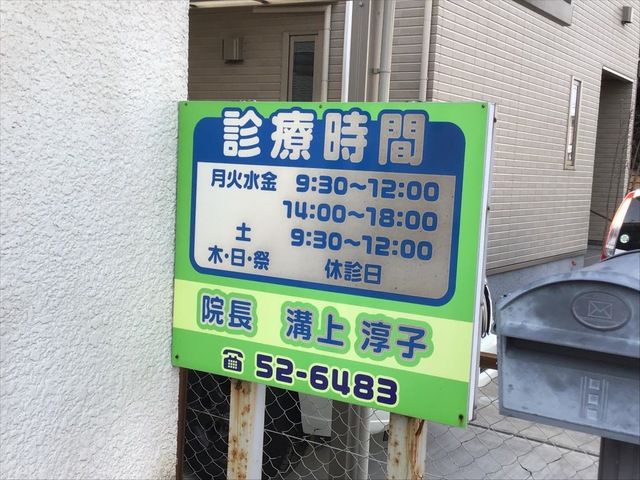 診療時間
月火水金 9:30～12:00
14:00～18:00
土 9:30～12:00
木・日・祭 休診日
院長 溝上 淳子
☎ 52-6483